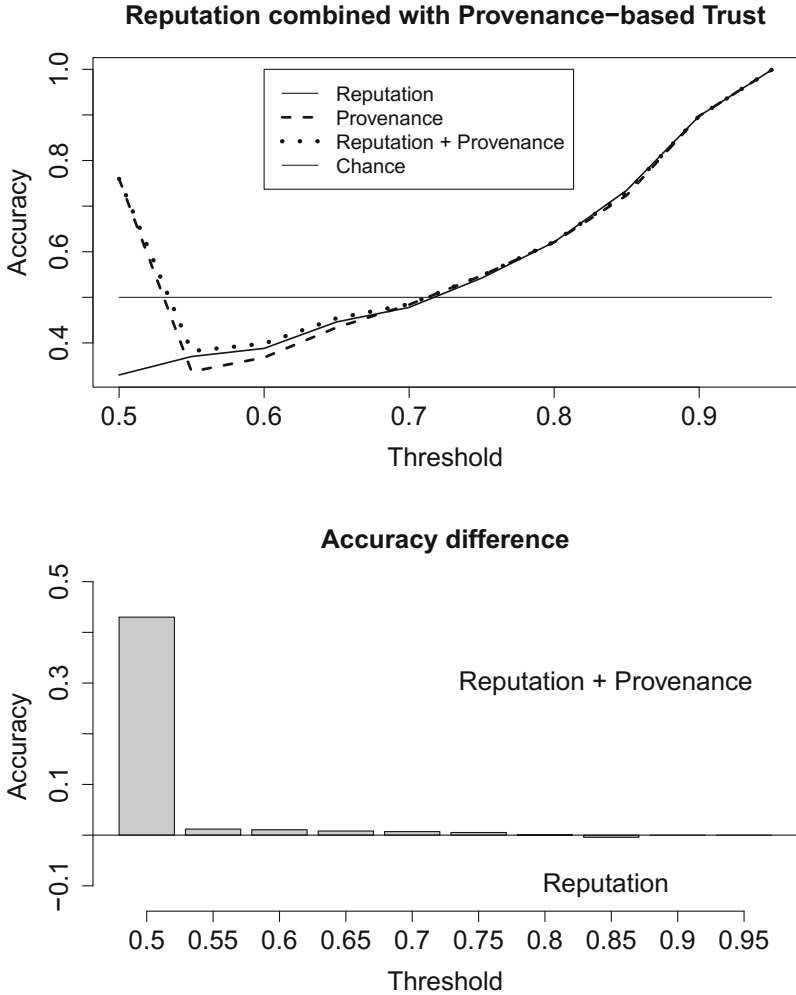 Reputation combined with Provenance−based Trust
Accuracy
1.0
0.8
0.6
0.4
Reputation
Provenance
Reputation + Provenance
Chance
0.5 0.6 0.7 0.8 0.9
Threshold
Accuracy difference
Accuracy
0.5
0.3
0.1
−0.1
Reputation + Provenance
Reputation
0.5 0.55 0.6 0.65 0.7 0.75 0.8 0.85 0.9 0.95
Threshold